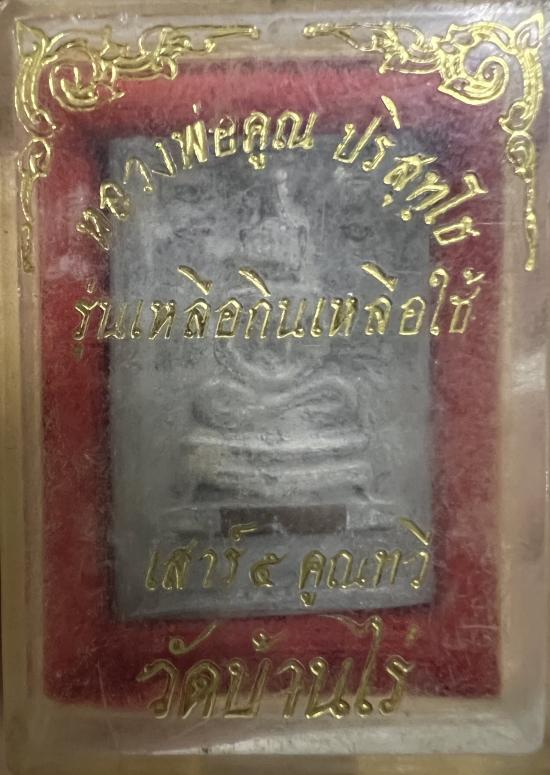 หลวงพ่อคูณ ปริสุทฺโธ
รุ่นเหลือกินเหลือใช้
เสาร์ ๕ คูณทวี
วัดบ้านไร่